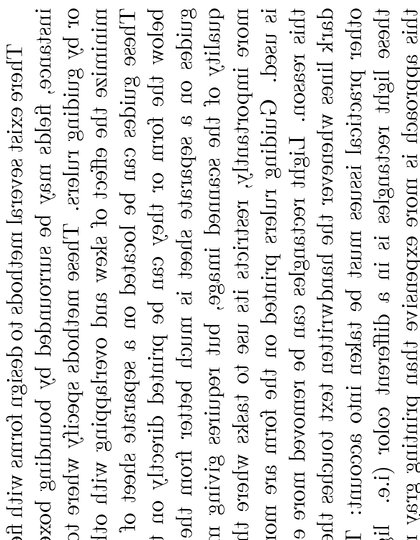 There exist several methods to design forms with
instance, fields may be surrounded by bounding
or by guiding rulers. These methods specify where to
minimize the effect of skew and overlapping with
These guides can be located on a separate sheet of
below the form or they can be printed directly on
guides on a separate sheet is much better from the
quality of the scanned image, but requires giving
more importantly, restricts its use to tasks where
is used. Guiding rulers printed on the form are
this reason. Light rectangles can be removed more
dark lines whenever the handwritten text touches the
other practical issues must be taken into account:
these light rectangles is in a different color (i.e.
this approach is more expensive than printing gray